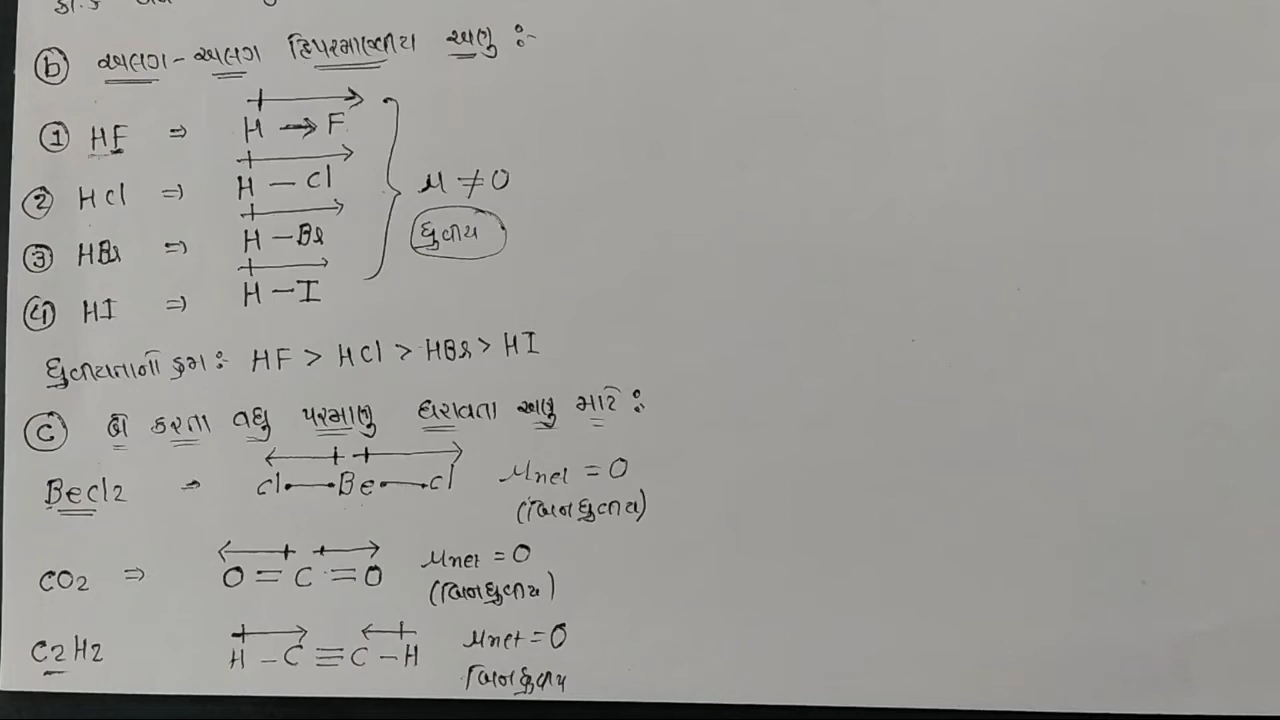 ⓑ અલગ-અલગ દ્વિપરમાણ્વીય અણુ :-
① HF ⇒ H → F
② HCl ⇒ H - Cl
③ HBr ⇒ H - Br
④ HI ⇒ H - I
μ ≠ 0
ધ્રુવીય
ધ્રુવીયતાનો ક્રમ : HF > HCl > HBr > HI
ⓒ બે કરતા વધુ પરમાણુ ધરાવતા અણુ માટે :
BeCl2 → Cl — Be — Cl μnet = 0
(બિનધ્રુવીય)
CO2 ⇒ O = C = O μnet = 0
(બિનધ્રુવીય)
C2H2 H - C ≡ C - H μnet = 0
બિનધ્રુવીય